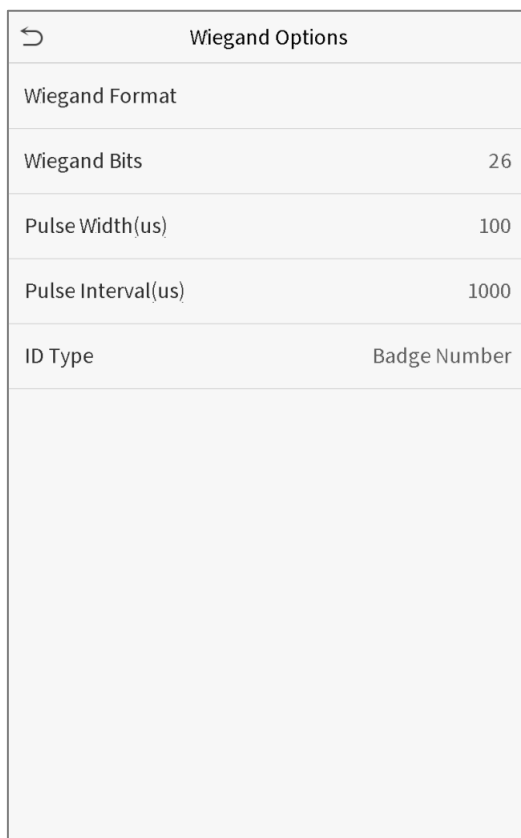 Wiegand Options
Wiegand Format
Wiegand Bits 26
Pulse Width(us) 100
Pulse Interval(us) 1000
ID Type Badge Number